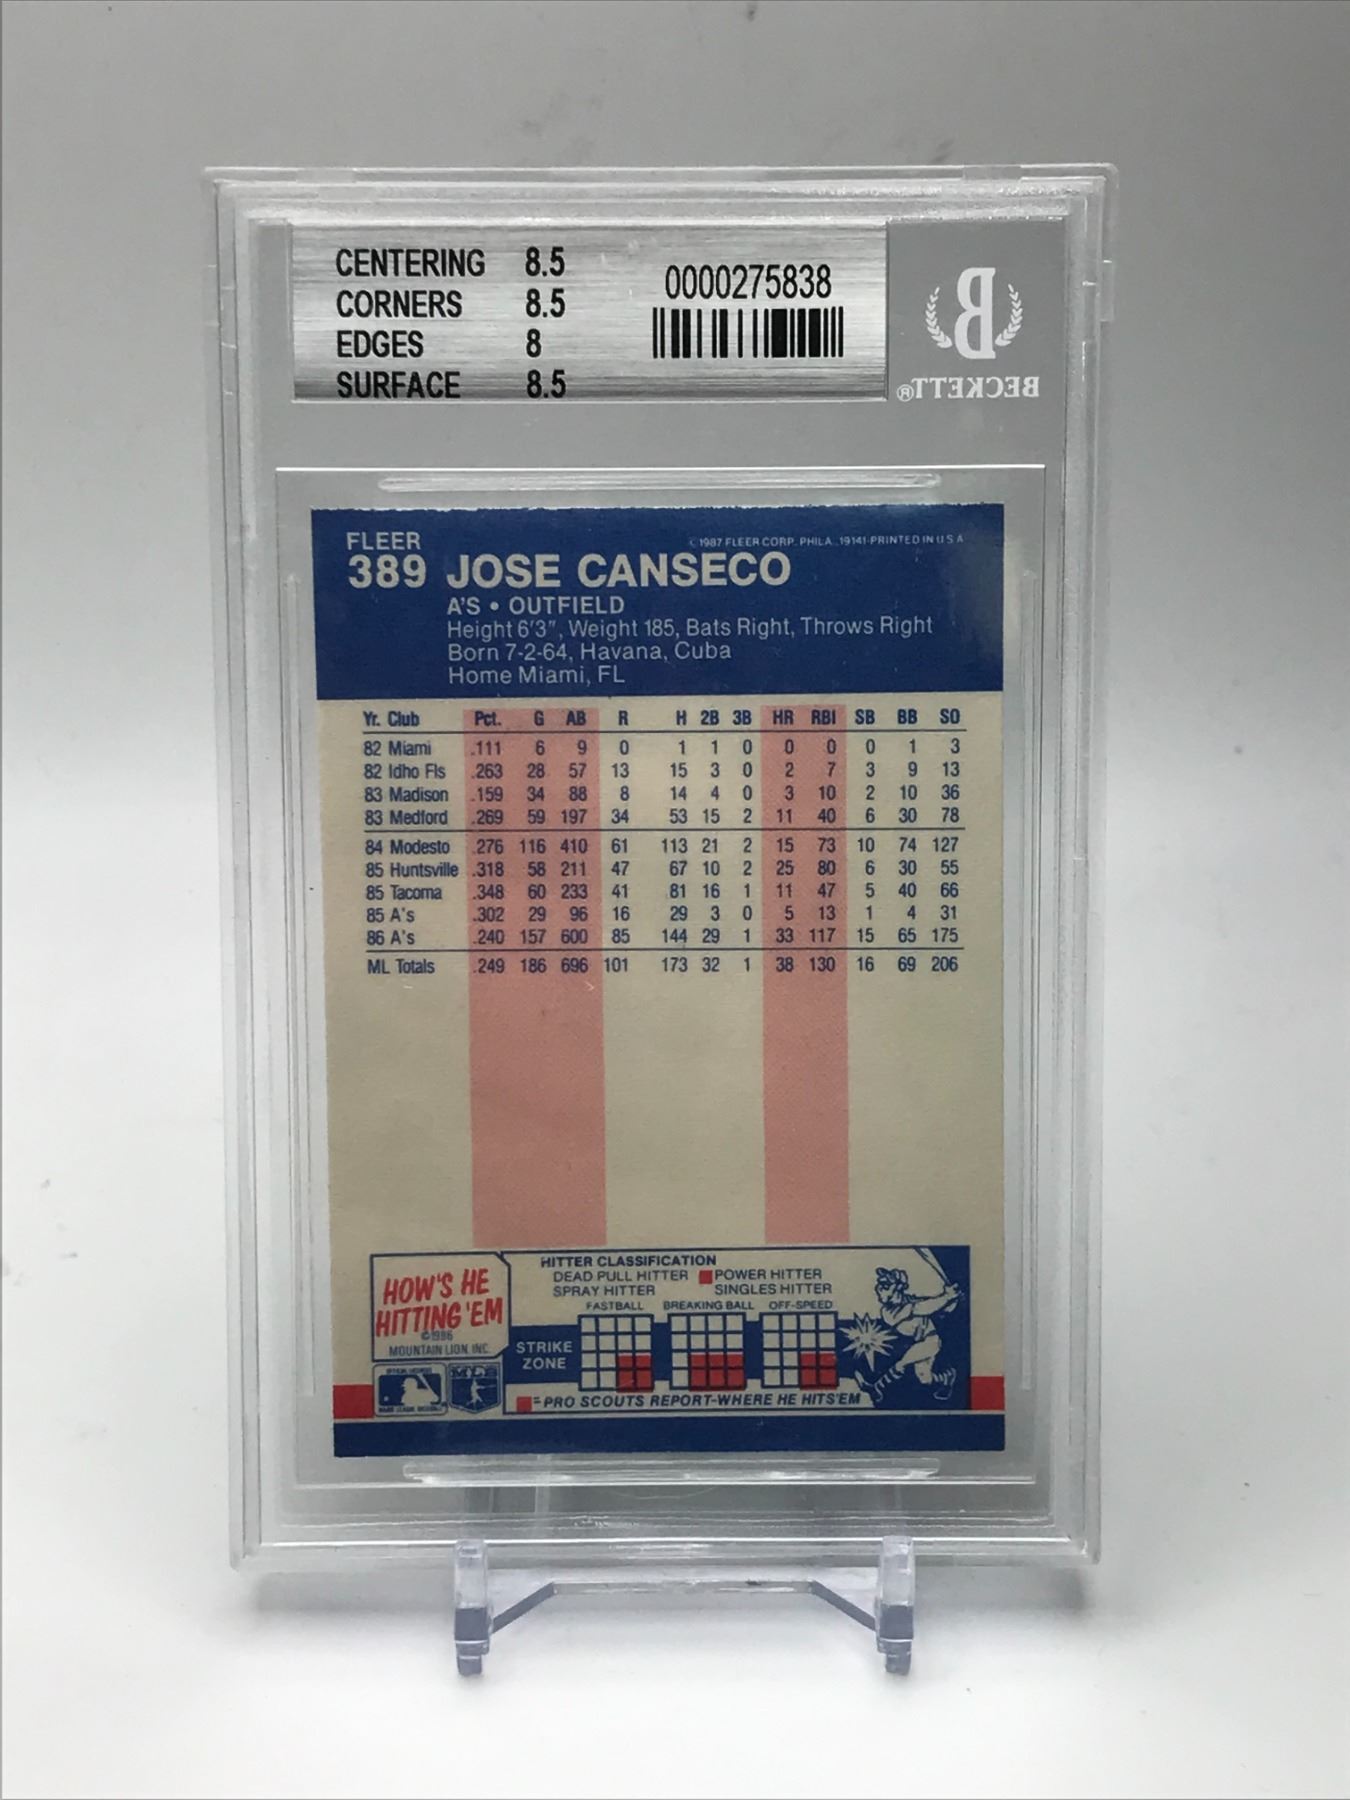 CENTERING 8.5
CORNERS 8.5
EDGES 8
SURFACE 8.5
0000275838
B
BECKETT®
FLEER
©1987 FLEER CORP. PHILA. 19141-PRINTED IN U S A
389 JOSE CANSECO
A'S • OUTFIELD
Height 6'3", Weight 185, Bats Right, Throws Right
Born 7-2-64, Havana, Cuba
Home Miami, FL
Yr. Club Pct. G AB R H 2B 3B HR RBI SB BB SO
82 Miami .111 6 9 0 1 1 0 0 0 0 1 3
82 Idho Fls .263 28 57 13 15 3 0 2 7 3 9 13
83 Madison .159 34 88 8 14 4 0 3 10 2 10 36
83 Medford .269 59 197 34 53 15 2 11 40 6 30 78
84 Modesto .276 116 410 61 113 21 2 15 73 10 74 127
85 Huntsville .318 58 211 47 67 10 2 25 80 6 30 55
85 Tacoma .348 60 233 41 81 16 1 11 47 5 40 66
85 A's .302 29 96 16 29 3 0 5 13 1 4 31
86 A's .240 157 600 85 144 29 1 33 117 15 65 175
ML Totals .249 186 696 101 173 32 1 38 130 16 69 206
HOW'S HE
HITTING 'EM
©1986
MOUNTAIN LION, INC.
HITTER CLASSIFICATION
DEAD PULL HITTER POWER HITTER
SPRAY HITTER SINGLES HITTER
FASTBALL BREAKING BALL OFF-SPEED
STRIKE
ZONE
=PRO SCOUTS REPORT-WHERE HE HITS 'EM